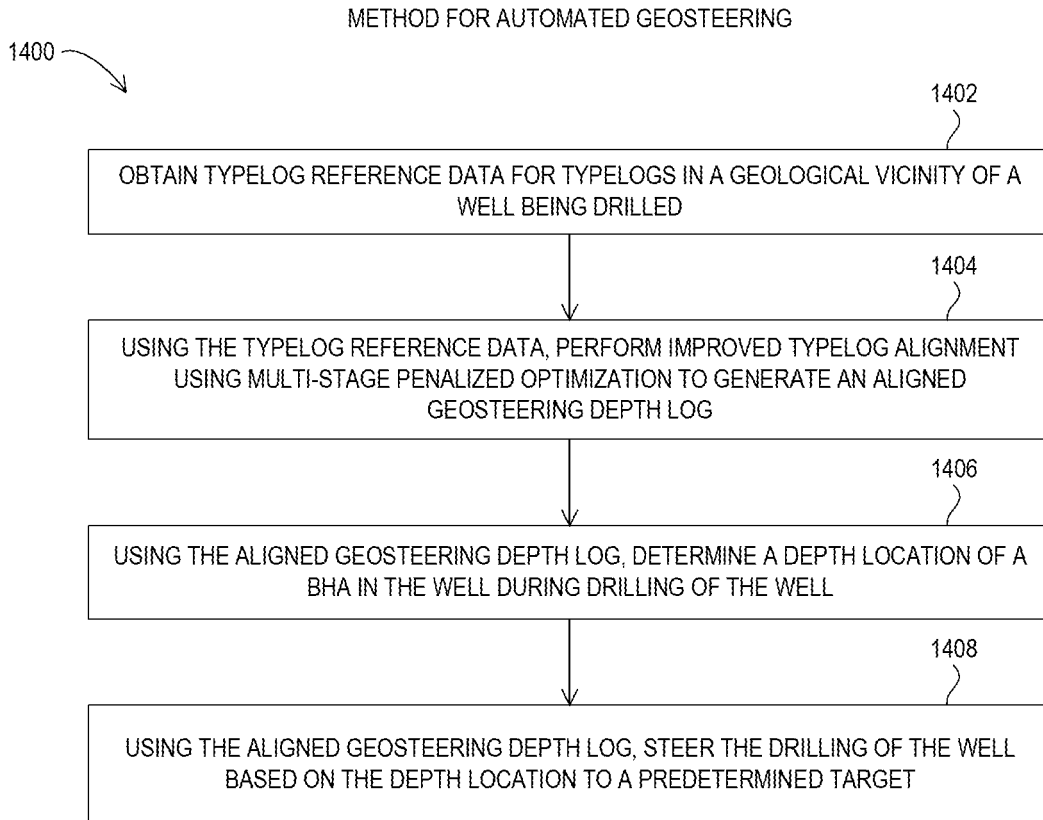 METHOD FOR AUTOMATED GEOSTEERING
1400
1402
OBTAIN TYPELOG REFERENCE DATA FOR TYPELOGS IN A GEOLOGICAL VICINITY OF A
WELL BEING DRILLED
1404
USING THE TYPELOG REFERENCE DATA, PERFORM IMPROVED TYPELOG ALIGNMENT
USING MULTI-STAGE PENALIZED OPTIMIZATION TO GENERATE AN ALIGNED
GEOSTEERING DEPTH LOG
1406
USING THE ALIGNED GEOSTEERING DEPTH LOG, DETERMINE A DEPTH LOCATION OF A
BHA IN THE WELL DURING DRILLING OF THE WELL
1408
USING THE ALIGNED GEOSTEERING DEPTH LOG, STEER THE DRILLING OF THE WELL
BASED ON THE DEPTH LOCATION TO A PREDETERMINED TARGET